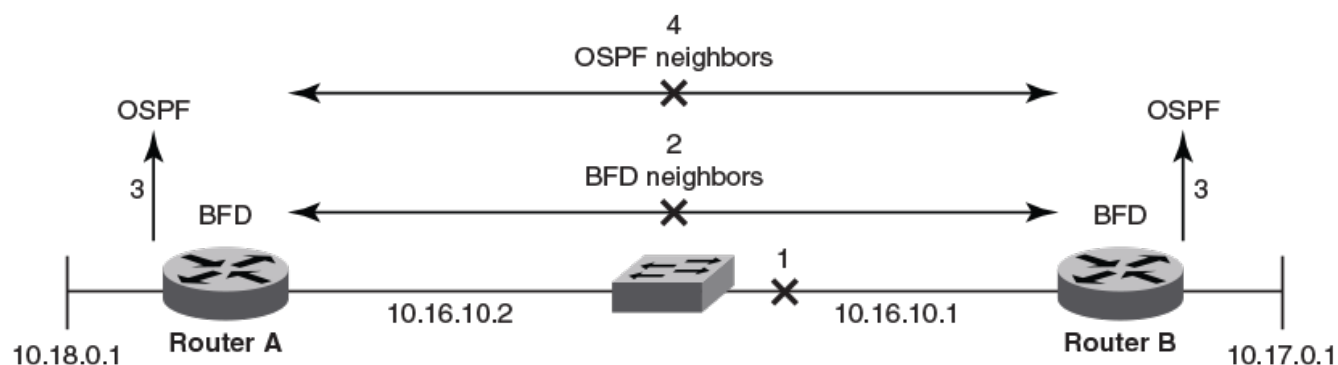 4
OSPF neighbors
OSPF
OSPF
2
BFD neighbors
3
3
BFD
BFD
1
10.16.10.2
10.16.10.1
Router A
Router B
10.18.0.1
10.17.0.1